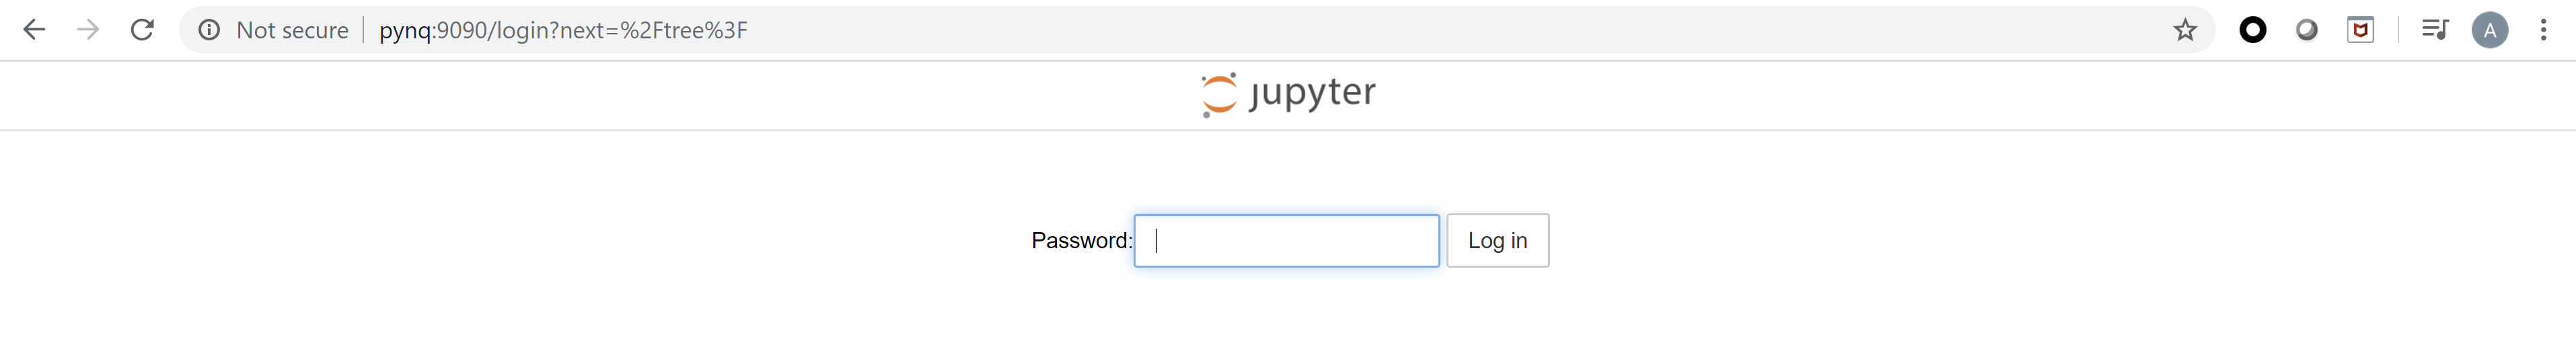 Not secure pynq:9090/login?next=%2Ftree%3F A
jupyter
Password: Log in